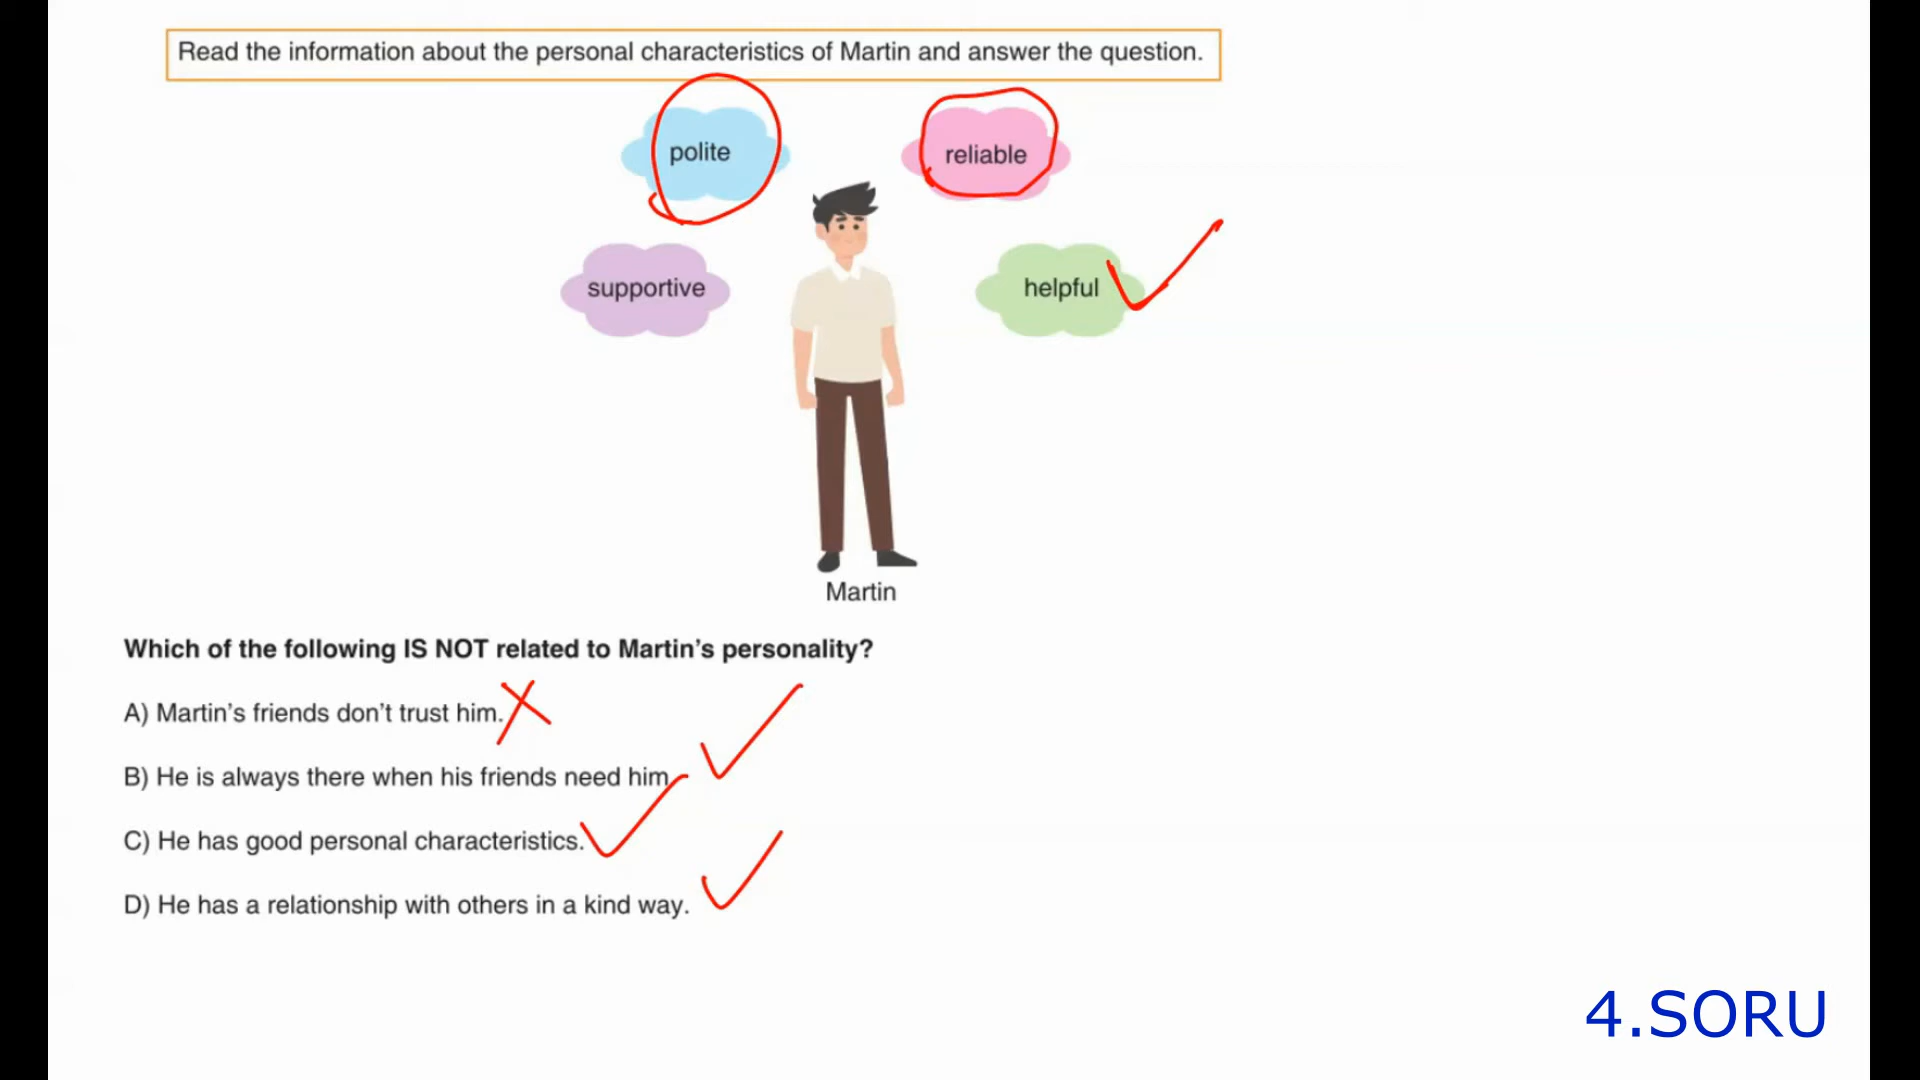 Read the information about the personal characteristics of Martin and answer the question.
polite
reliable
supportive
helpful
Martin
Which of the following IS NOT related to Martin's personality?
A) Martin's friends don't trust him.
B) He is always there when his friends need him.
C) He has good personal characteristics.
D) He has a relationship with others in a kind way.
4.SORU